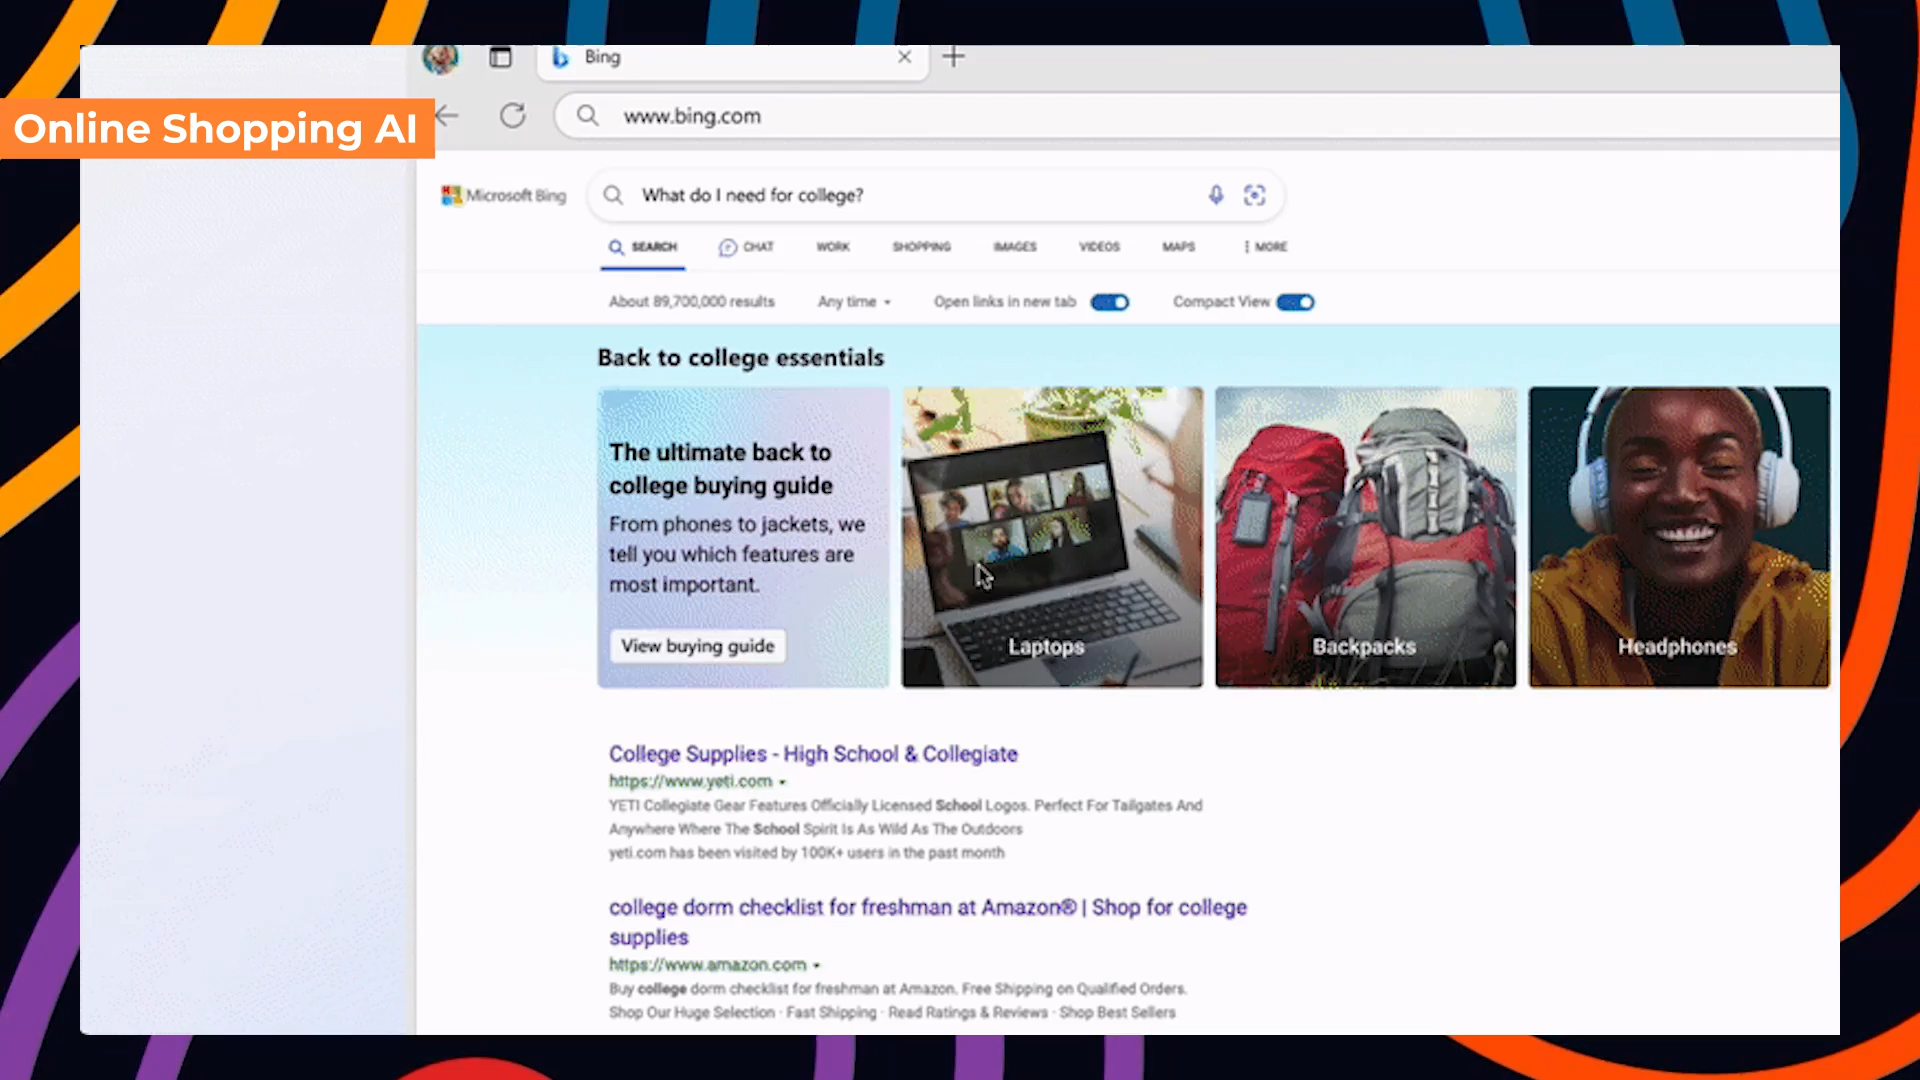 Bing
Online Shopping AI
www.bing.com
Microsoft Bing
What do I need for college?
SEARCH
CHAT
WORK
SHOPPING
IMAGES
VIDEOS
MAPS
MORE
About 89,700,000 results
Any time
Open links in new tab
Compact View
Back to college essentials
The ultimate back to
college buying guide
From phones to jackets, we
tell you which features are
most important.
View buying guide
Laptops
Backpacks
Headphones
College Supplies - High School & Collegiate
https://www.yeti.com
YETI Collegiate Gear Features Officially Licensed School Logos. Perfect For Tailgates And
Anywhere Where The School Spirit Is As Wild As The Outdoors
yeti.com has been visited by 100K+ users in the past month
college dorm checklist for freshman at Amazon® | Shop for college
supplies
https://www.amazon.com
Buy college dorm checklist for freshman at Amazon. Free Shipping on Qualified Orders.
Shop Our Huge Selection · Fast Shipping · Read Ratings & Reviews · Shop Best Sellers